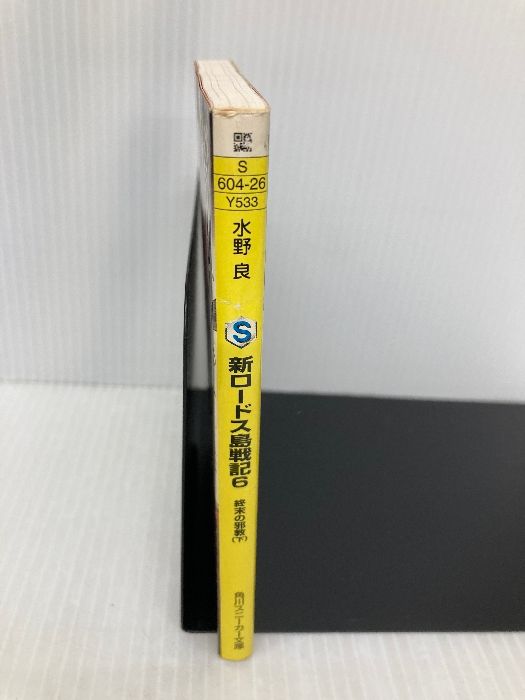 S
604-26
Y533
水野 良
S
新ロードス島戦記6
終末の邪教(下)
角川スニーカー文庫